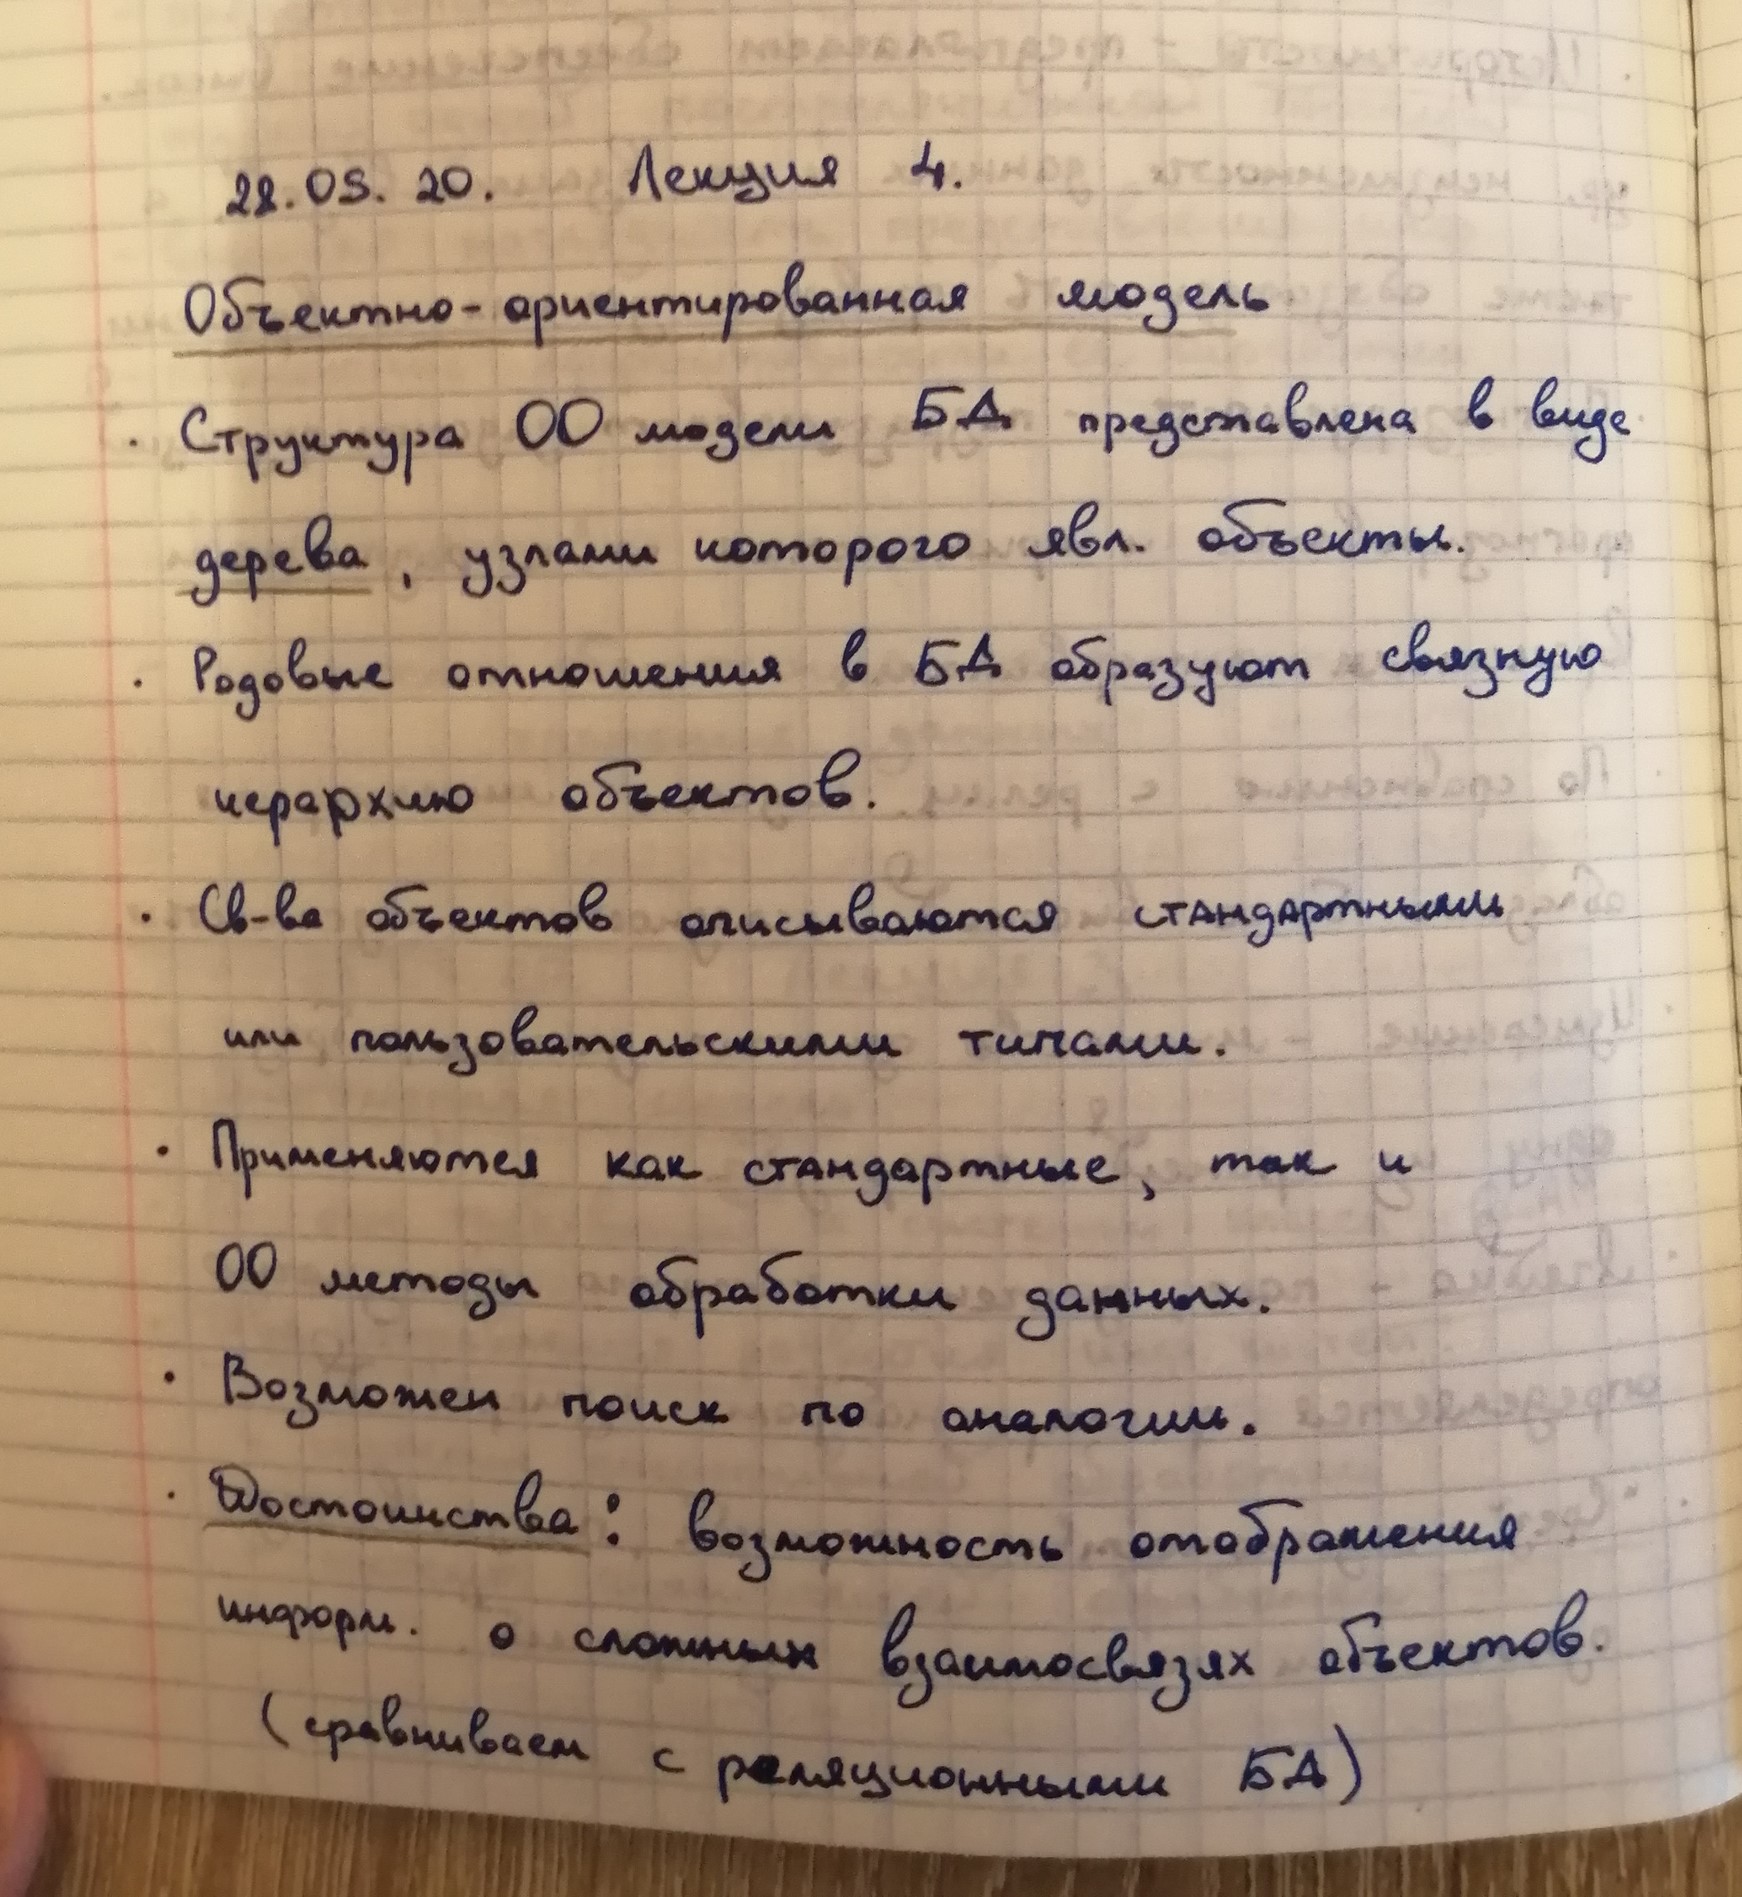 28.09.20. Лекция 4.
Объектно-ориентированная модель
· Структура ОО модели БД представлена в виде
дерева, узлами которого явл. объекты.
· Родовые отношения в БД образуют связную
иерархию объектов.
· Св-ва объектов описываются стандартными
или пользовательскими типами.
· Применяются как стандартные, так и
ОО методы обработки данных.
· Возможен поиск по аналогии.
· Достоинства: возможность отображения
информ. о сложных взаимосвязях объектов.
(сравниваем с реляционными БД)